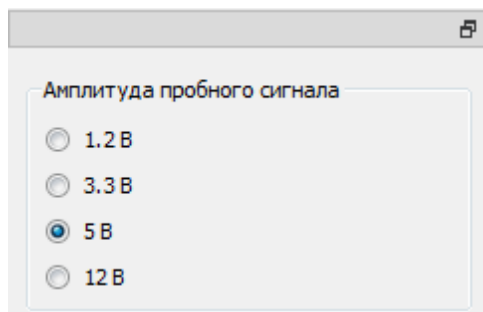 Амплитуда пробного сигнала
1.2 В
3.3 В
5 В
12 В